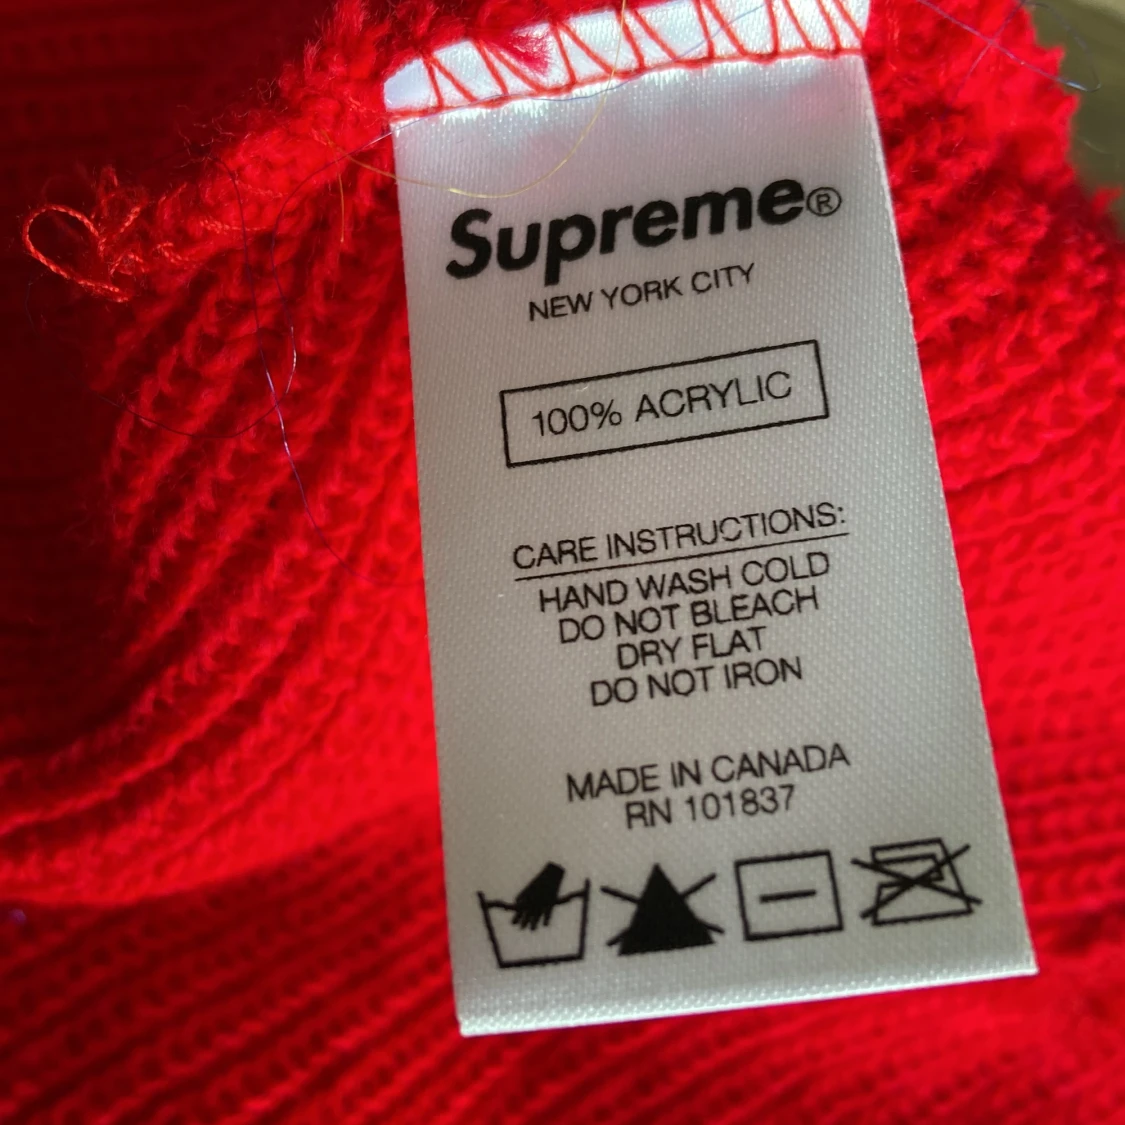 Supreme®
NEW YORK CITY
100% ACRYLIC
CARE INSTRUCTIONS:
HAND WASH COLD
DO NOT BLEACH
DRY FLAT
DO NOT IRON
MADE IN CANADA
RN 101837